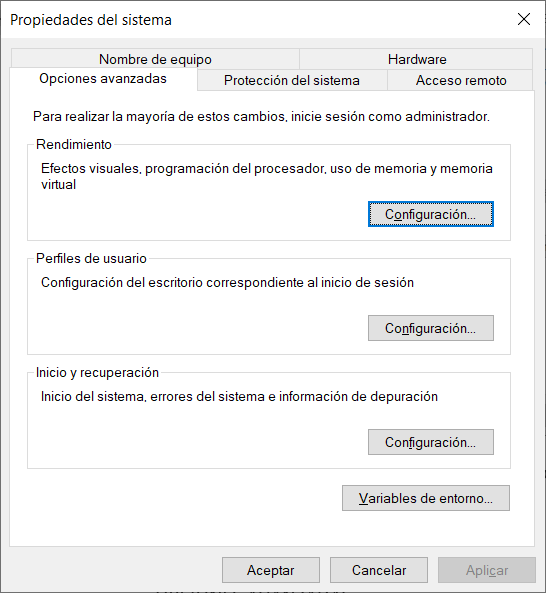 Propiedades del sistema
Nombre de equipo
Hardware
Opciones avanzadas
Protección del sistema
Acceso remoto
Para realizar la mayoría de estos cambios, inicie sesión como administrador.
Rendimiento
Efectos visuales, programación del procesador, uso de memoria y memoria
virtual
Configuración...
Perfiles de usuario
Configuración del escritorio correspondiente al inicio de sesión
Configuración...
Inicio y recuperación
Inicio del sistema, errores del sistema e información de depuración
Configuración...
Variables de entorno...
Aceptar
Cancelar
Aplicar